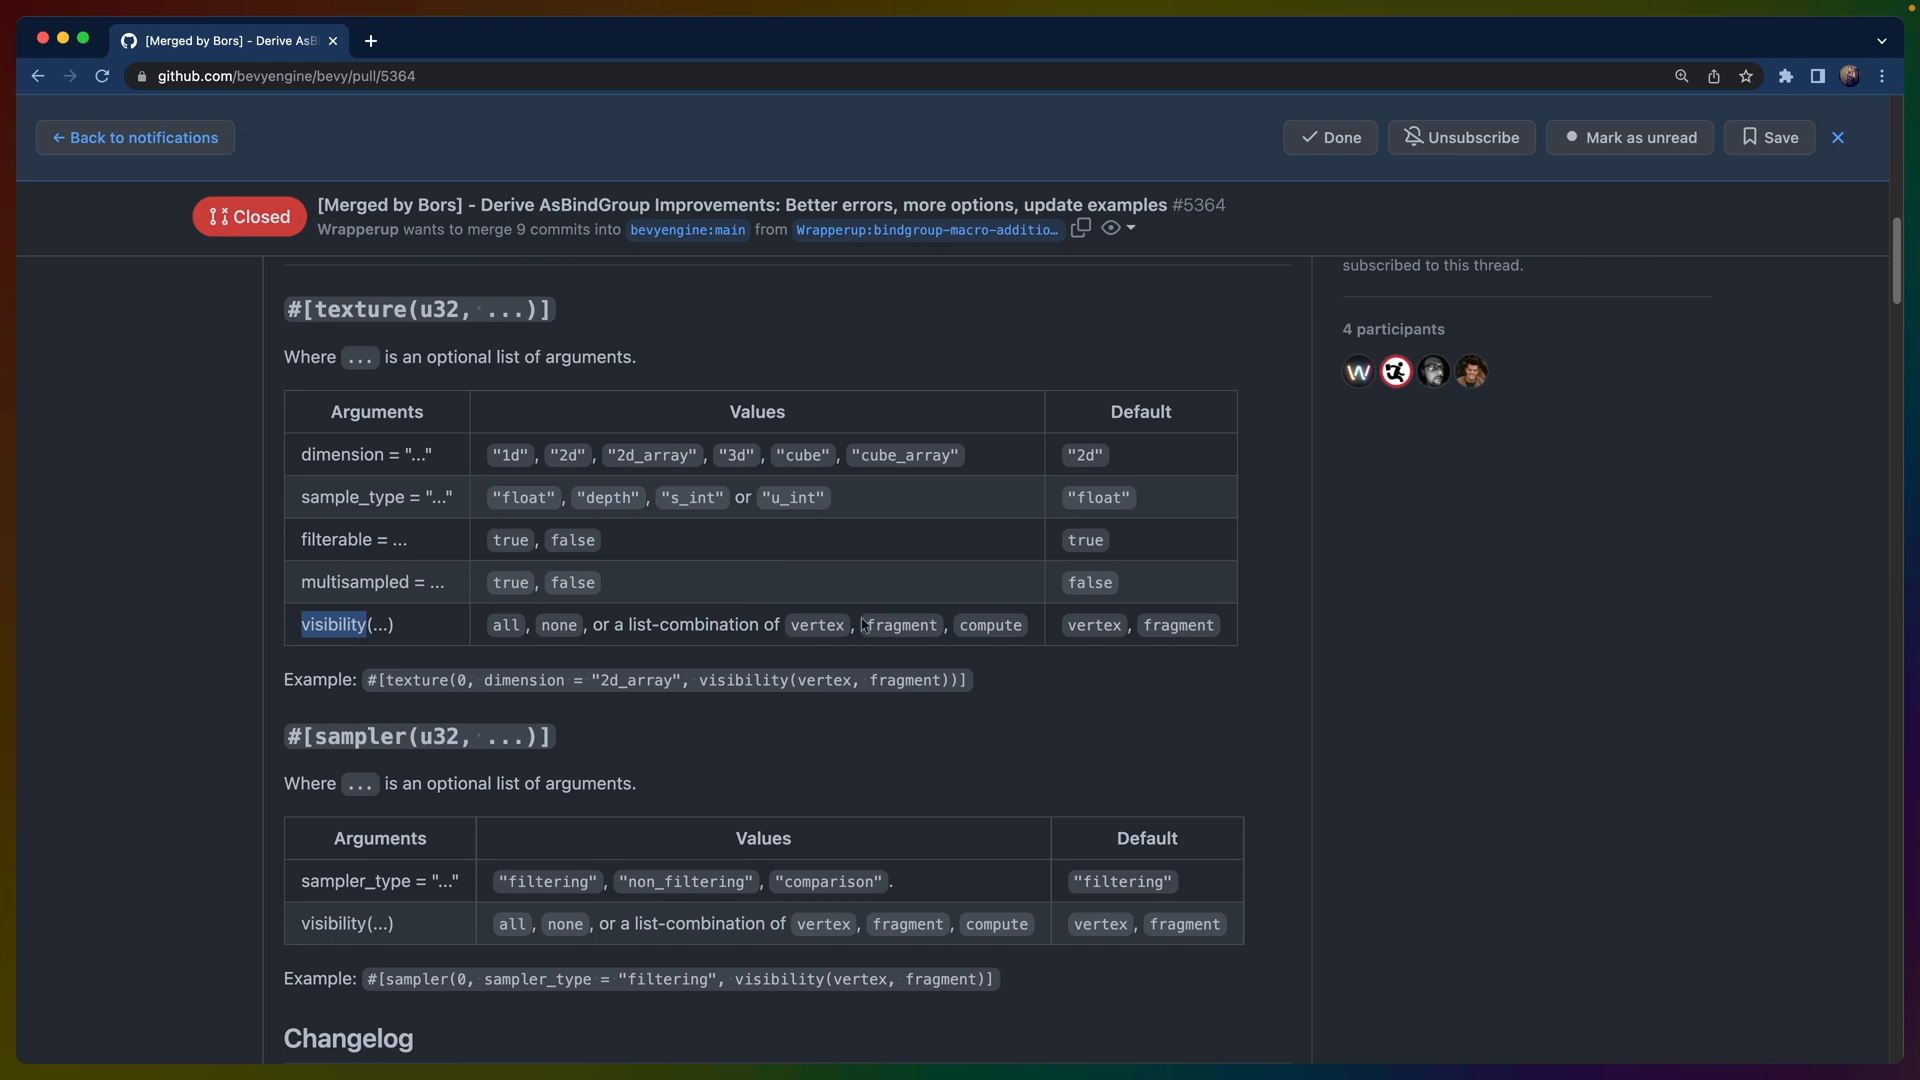 [Merged by Bors] - Derive AsB
github.com/bevyengine/bevy/pull/5364
← Back to notifications
Done
Unsubscribe
Mark as unread
Save
Closed
[Merged by Bors] - Derive AsBindGroup Improvements: Better errors, more options, update examples #5364
Wrapperup wants to merge 9 commits into bevyengine:main from Wrapperup:bindgroup-macro-additio…
subscribed to this thread.
4 participants
#[texture(u32, ...)]
Where ... is an optional list of arguments.
Arguments Values Default
dimension = "..." "1d", "2d", "2d_array", "3d", "cube", "cube_array" "2d"
sample_type = "..." "float", "depth", "s_int" or "u_int" "float"
filterable = ... true, false true
multisampled = ... true, false false
visibility(...) all, none, or a list-combination of vertex, fragment, compute vertex, fragment
Example: #[texture(0, dimension = "2d_array", visibility(vertex, fragment))]
#[sampler(u32, ...)]
Where ... is an optional list of arguments.
Arguments Values Default
sampler_type = "..." "filtering", "non_filtering", "comparison". "filtering"
visibility(...) all, none, or a list-combination of vertex, fragment, compute vertex, fragment
Example: #[sampler(0, sampler_type = "filtering", visibility(vertex, fragment)]
Changelog